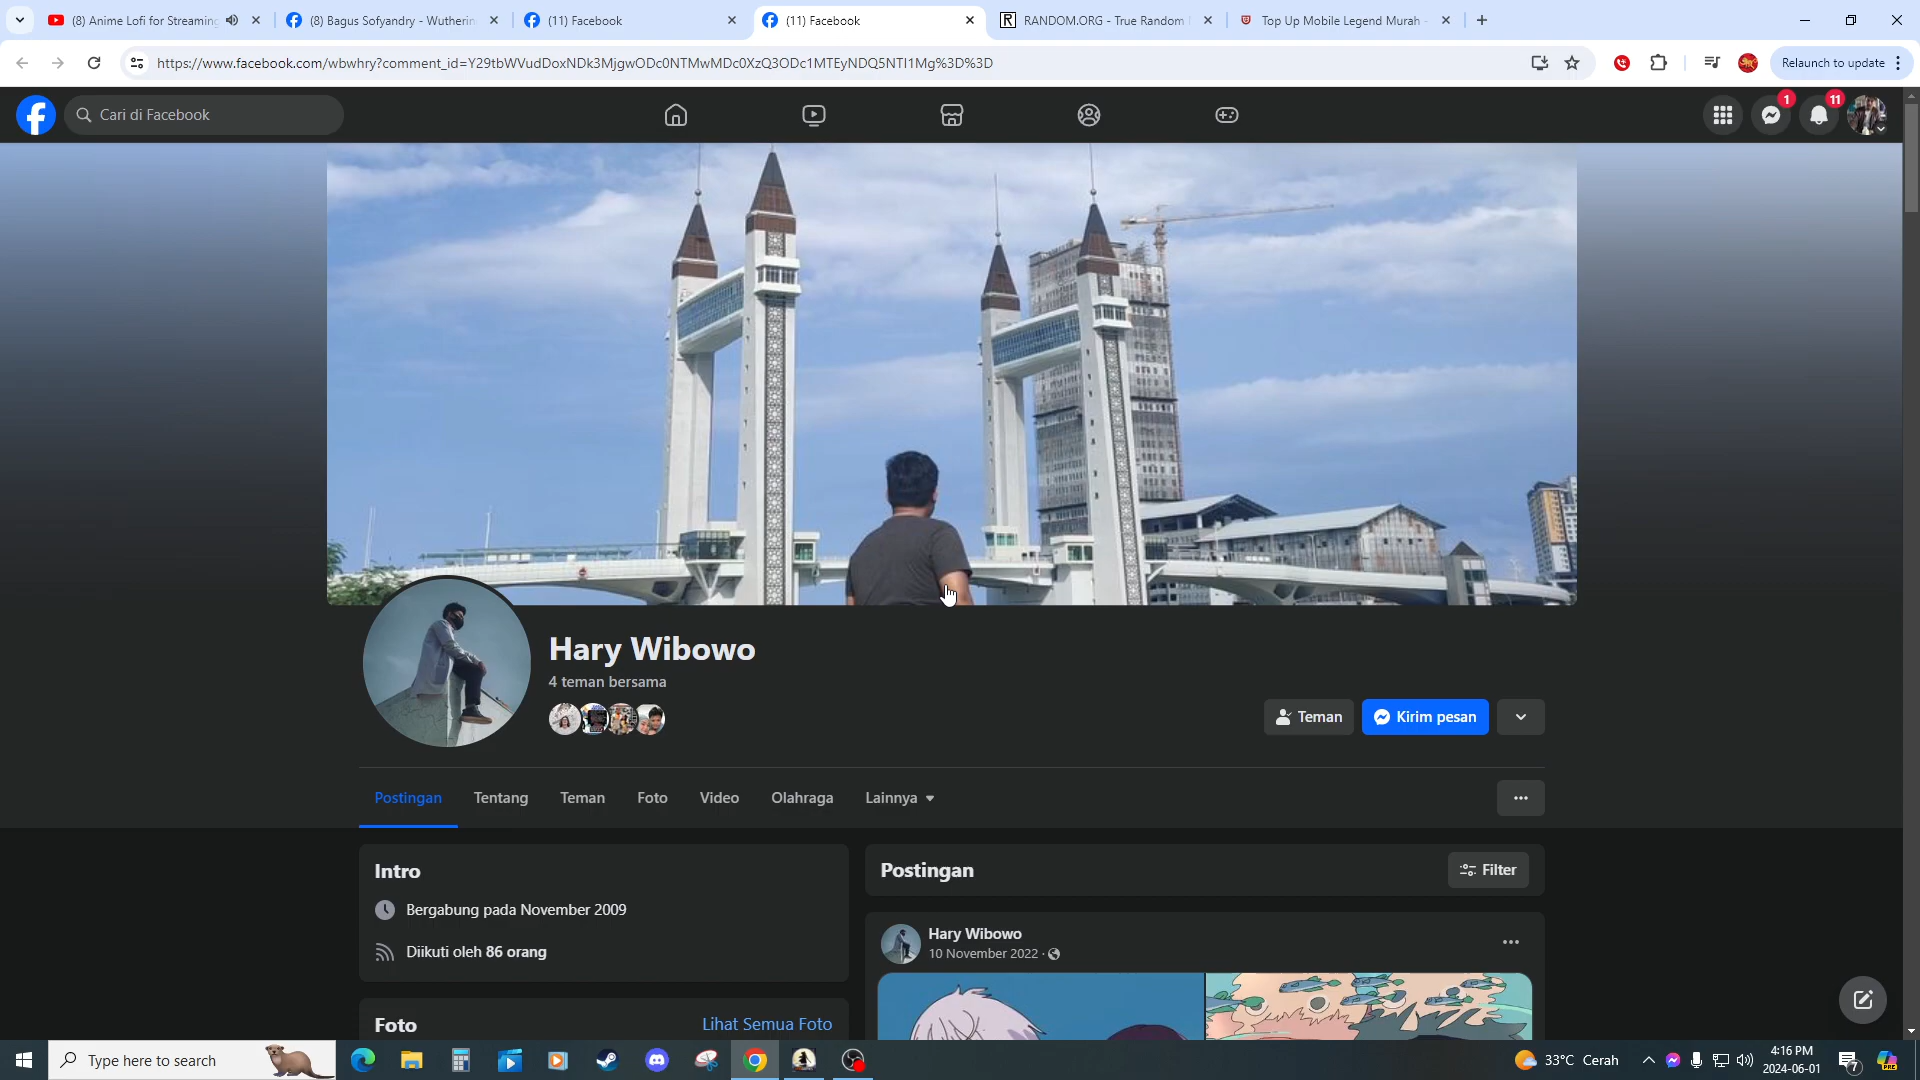 (8) Anime Lofi for Streaming
(8) Bagus Sofyandry - Wutherin
(11) Facebook
(11) Facebook
RANDOM.ORG - True Random
Top Up Mobile Legend Murah -
https://www.facebook.com/wbwhry?comment_id=Y29tbWVudDoxNDk3MjgwODc0NTMwMDc0XzQ3ODc1MTEyNDQ5NTI1Mg%3D%3D
Relaunch to update
Cari di Facebook
1
11
Hary Wibowo
4 teman bersama
Teman
Kirim pesan
Postingan
Tentang
Teman
Foto
Video
Olahraga
Lainnya
Intro
Bergabung pada November 2009
Diikuti oleh 86 orang
Foto
Lihat Semua Foto
Postingan
Filter
Hary Wibowo
10 November 2022 ·
Type here to search
33°C Cerah
4:16 PM
2024-06-01
7